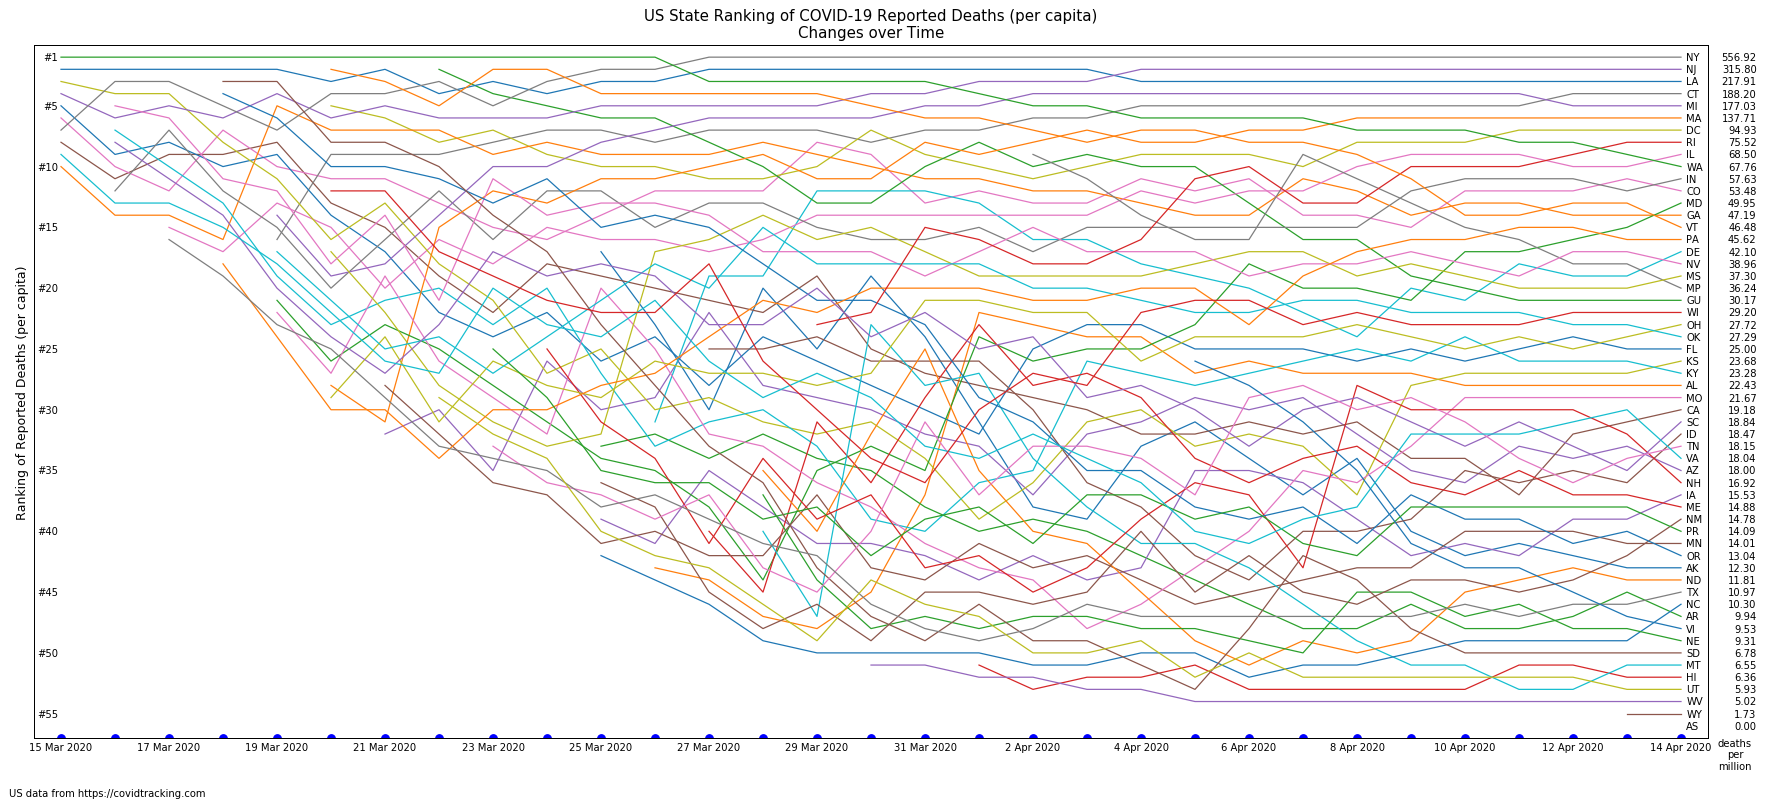 US State Ranking of COVID-19 Reported Deaths (per capita)
Changes over Time
Ranking of Reported Deaths (per capita)
#1
#5
#10
#15
#20
#25
#30
#35
#40
#45
#50
#55
NY 556.92
NJ 315.80
LA 217.91
CT 188.20
MI 177.03
MA 137.71
DC 94.93
RI 75.52
IL 68.50
WA 67.76
IN 57.63
CO 53.48
MD 49.95
GA 47.19
VT 46.48
PA 45.62
DE 42.10
NV 38.96
MS 37.30
MP 36.24
GU 30.17
WI 29.20
OH 27.72
OK 27.29
FL 25.00
KS 23.68
KY 23.28
AL 22.43
MO 21.67
CA 19.18
SC 18.84
ID 18.47
TN 18.15
VA 18.04
AZ 18.00
NH 16.92
IA 15.53
ME 14.88
NM 14.78
PR 14.09
MN 14.01
OR 13.04
AK 12.30
ND 11.81
TX 10.97
NC 10.30
AR 9.94
VI 9.53
NE 9.31
SD 6.78
MT 6.55
HI 6.36
UT 5.93
WV 5.02
WY 1.73
AS 0.00
15 Mar 2020 17 Mar 2020 19 Mar 2020 21 Mar 2020 23 Mar 2020 25 Mar 2020 27 Mar 2020 29 Mar 2020 31 Mar 2020 2 Apr 2020 4 Apr 2020 6 Apr 2020 8 Apr 2020 10 Apr 2020 12 Apr 2020 14 Apr 2020
deaths
per
million
US data from https://covidtracking.com